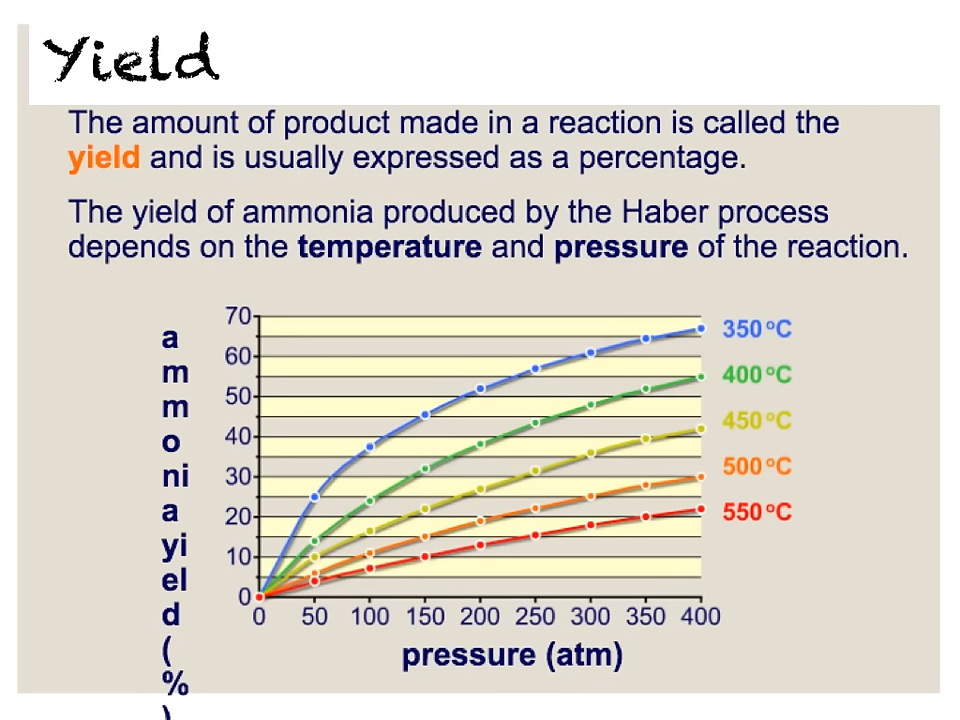 Yield
The amount of product made in a reaction is called the
yield and is usually expressed as a percentage.
The yield of ammonia produced by the Haber process
depends on the temperature and pressure of the reaction.
a
m
m
o
ni
a
yi
el
d
(
%
)
70
60
50
40
30
20
10
0
350 °C
400 °C
450 °C
500 °C
550 °C
0 50 100 150 200 250 300 350 400
pressure (atm)